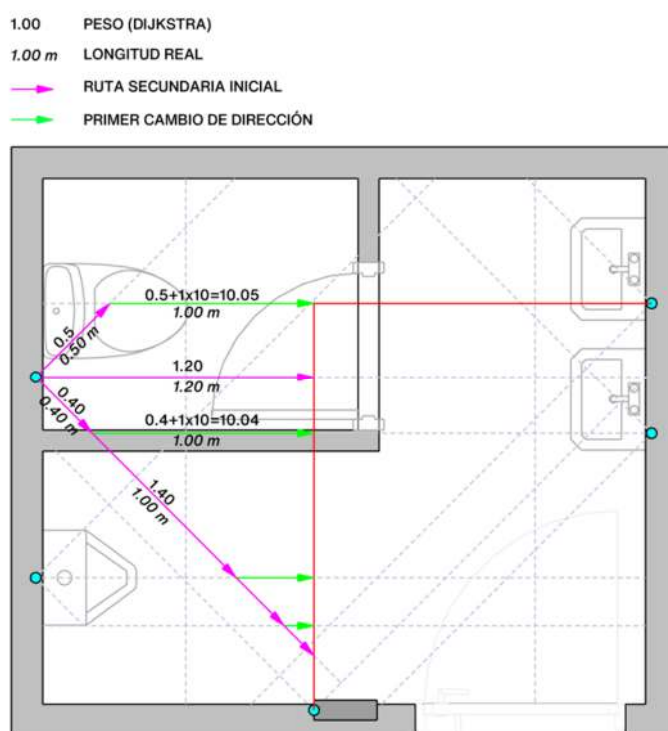 1.00 PESO (DIJKSTRA)
1.00 m LONGITUD REAL
RUTA SECUNDARIA INICIAL
PRIMER CAMBIO DE DIRECCIÓN
0.5+1x10=10.05
1.00 m
0.5
0.50 m
1.20
1.20 m
0.40
0.40 m
0.4+1x10=10.04
1.00 m
1.40
1.00 m